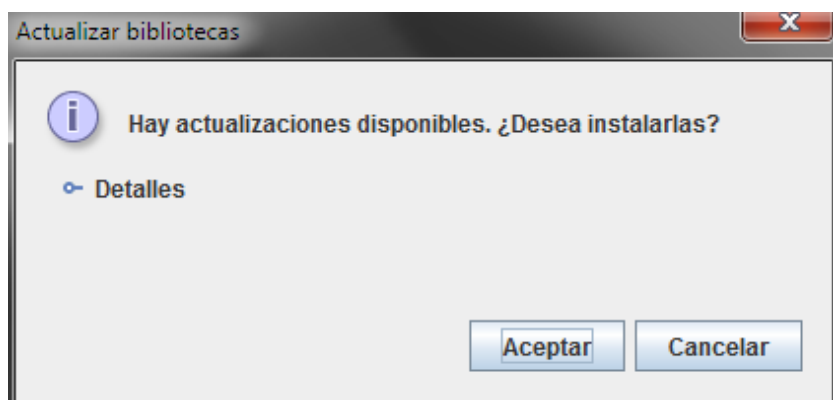 Actualizar bibliotecas
Hay actualizaciones disponibles. ¿Desea instalarlas?
Detalles
Aceptar Cancelar